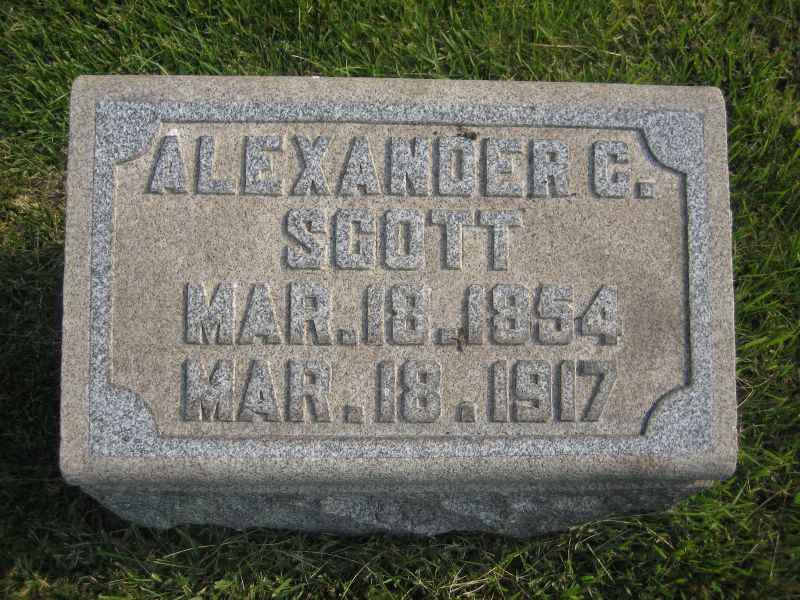 ALEXANDER C.
SCOTT
MAR. 18. 1854
MAR. 18. 1917